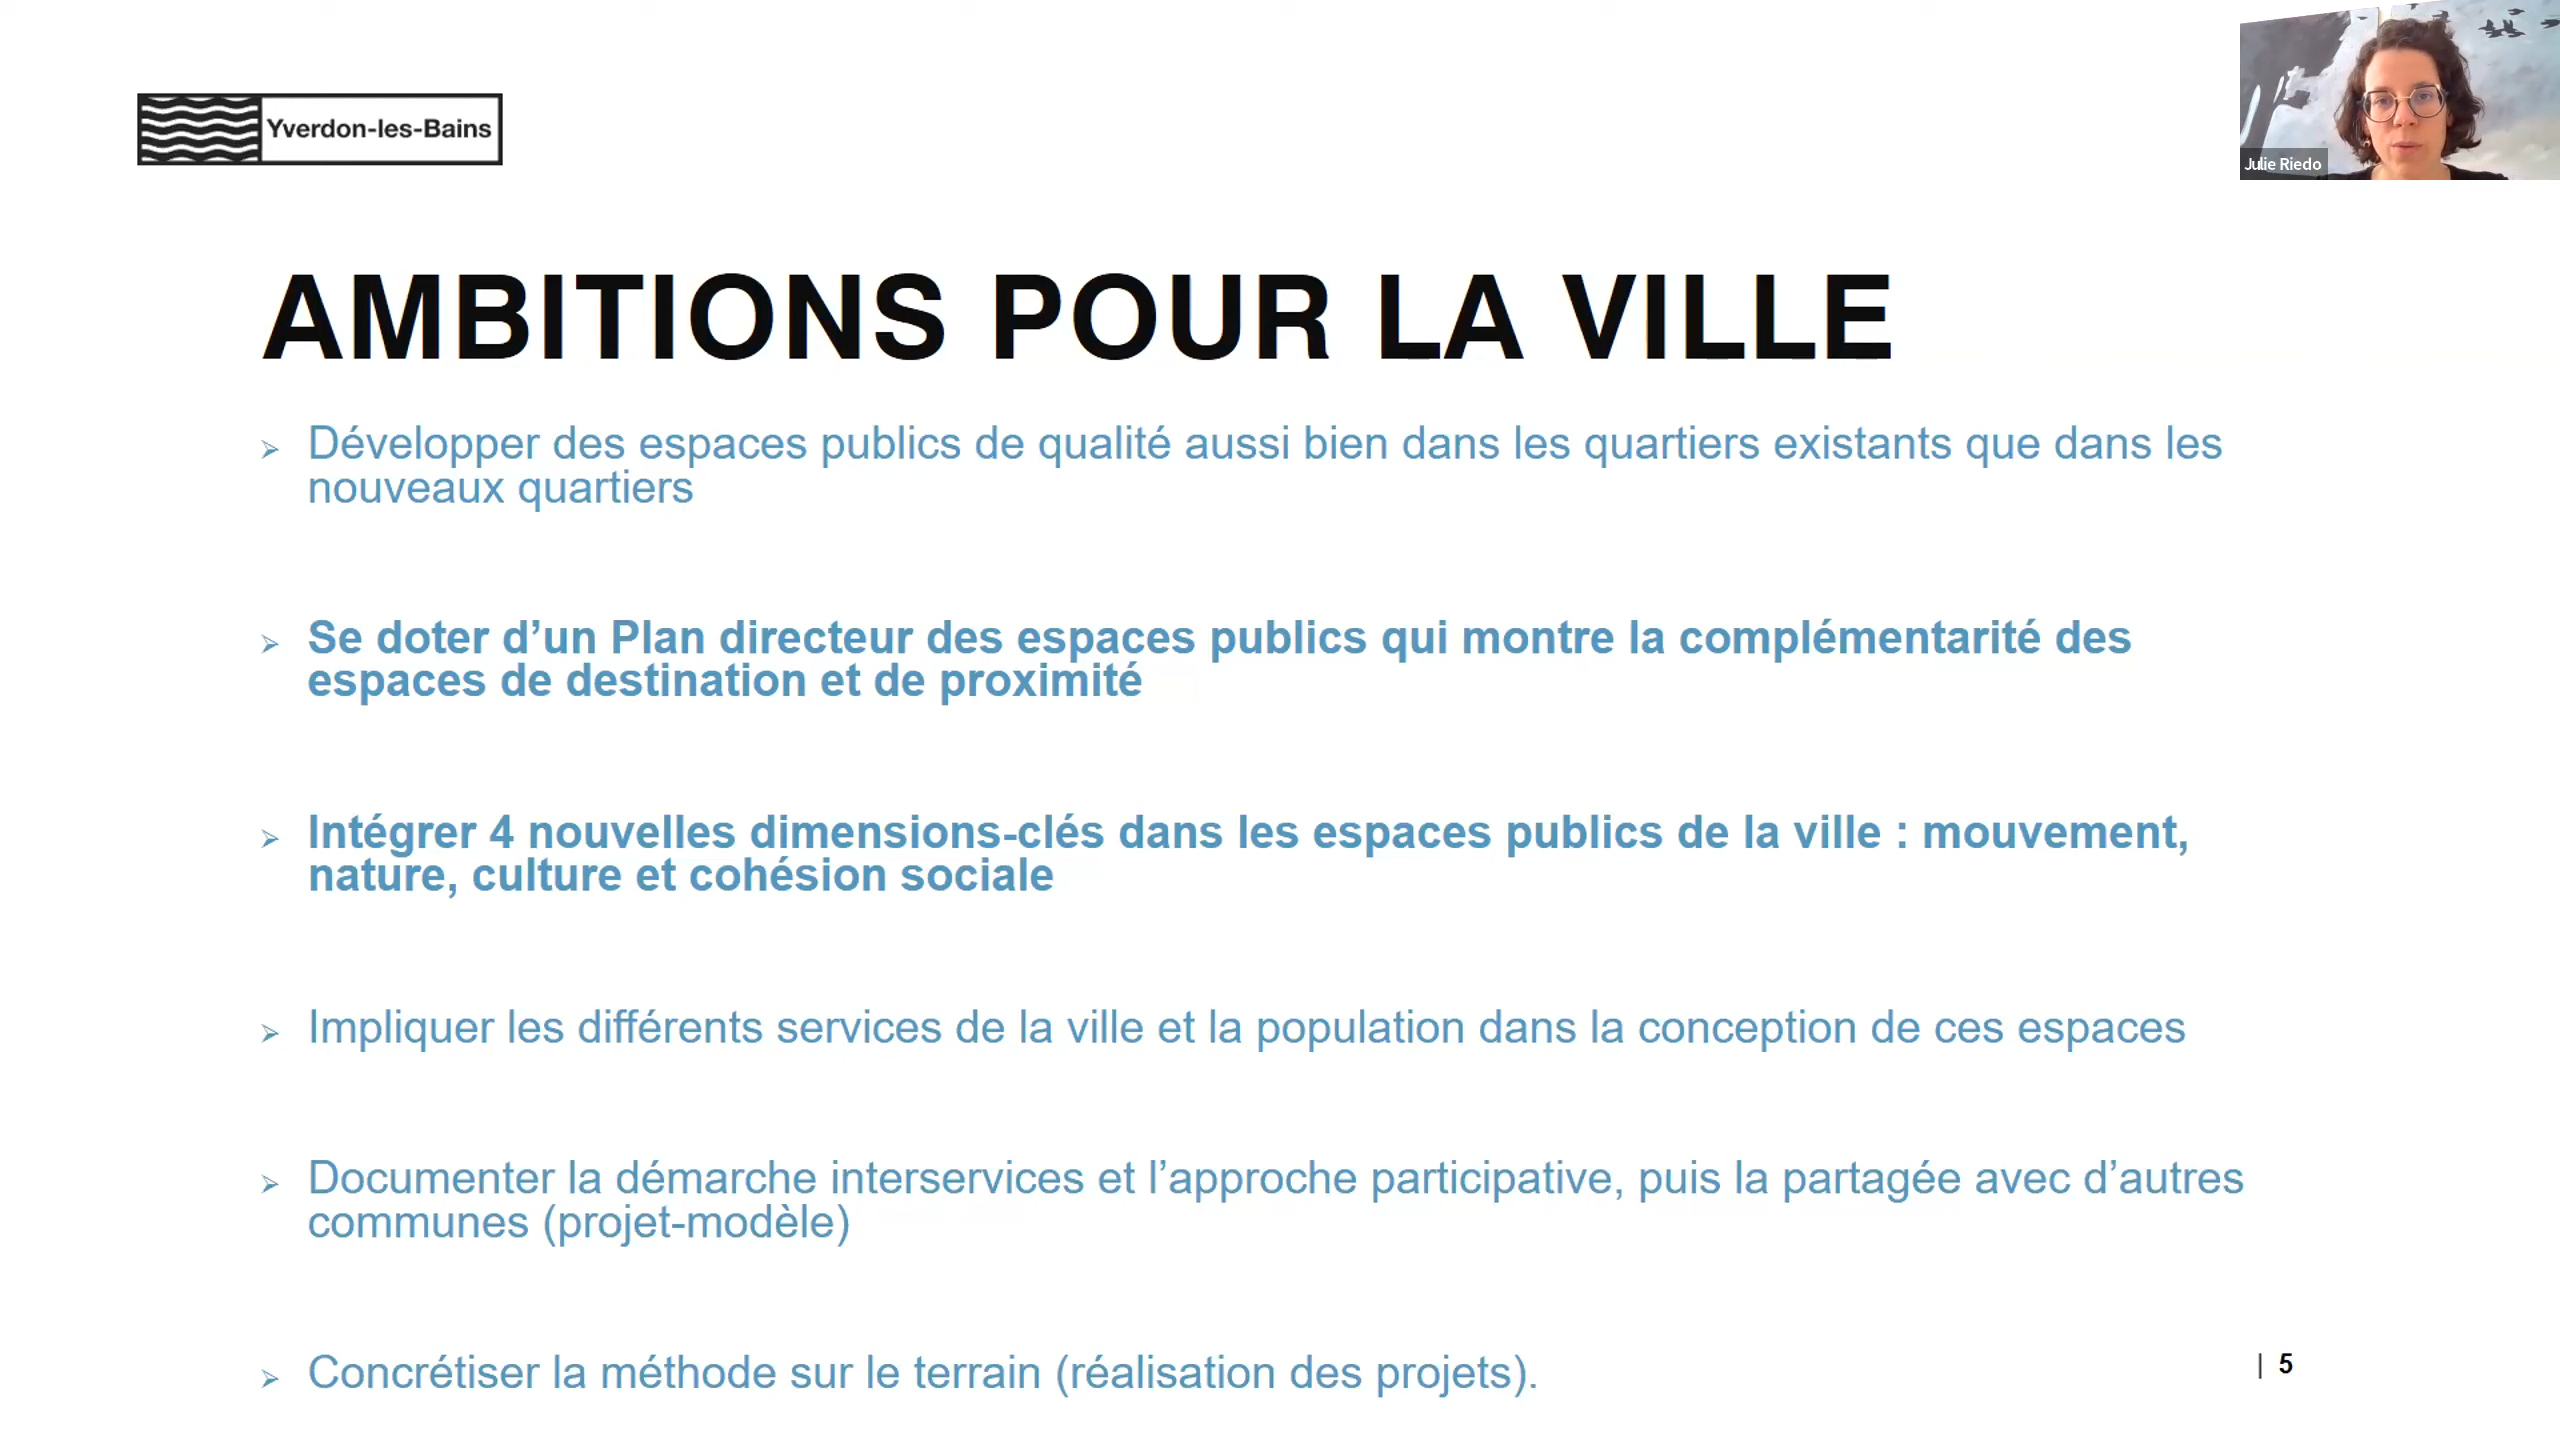 Yverdon-les-Bains
Julie Riedo
AMBITIONS POUR LA VILLE
Développer des espaces publics de qualité aussi bien dans les quartiers existants que dans les
nouveaux quartiers
Se doter d’un Plan directeur des espaces publics qui montre la complémentarité des
espaces de destination et de proximité
Intégrer 4 nouvelles dimensions-clés dans les espaces publics de la ville : mouvement,
nature, culture et cohésion sociale
Impliquer les différents services de la ville et la population dans la conception de ces espaces
Documenter la démarche interservices et l’approche participative, puis la partagée avec d’autres
communes (projet-modèle)
Concrétiser la méthode sur le terrain (réalisation des projets).
| 5